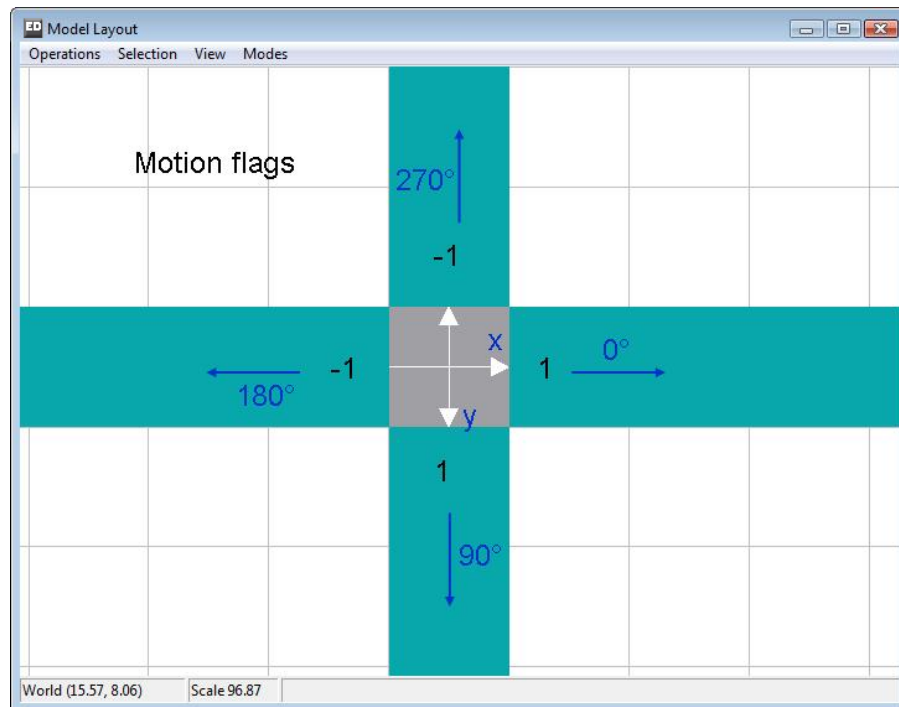 Model Layout
Operations Selection View Modes
Motion flags
270°
-1
x
-1
1
0°
180°
y
1
90°
World (15.57, 8.06) Scale 96.87